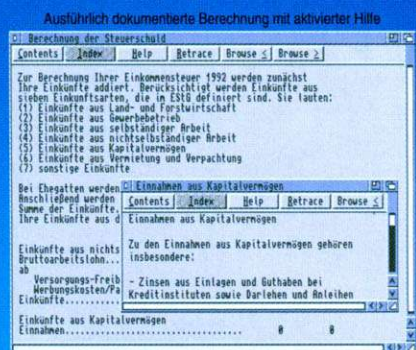 Ausführlich dokumentierte Berechnung mit aktivierter Hilfe
Berechnung der Steuerschuld
Contents Index Help Retrace Browse < Browse >
Zur Berechnung Ihrer Einkommensteuer 1992 werden zunächst
Ihre Einkünfte addiert. Berücksichtigt werden Einkünfte aus
sieben Einkunftsarten, die im EStG definiert sind. Sie lauten:
(1) Einkünfte aus Land- und Forstwirtschaft
(2) Einkünfte aus Gewerbebetrieb
(3) Einkünfte aus selbständiger Arbeit
(4) Einkünfte aus nichtselbständiger Arbeit
(5) Einkünfte aus Kapitalvermögen
(6) Einkünfte aus Vermietung und Verpachtung
(7) sonstige Einkünfte
Bei Ehegatten werden
Anschließend werden
Summe der Einkünfte.
Ihre Einkünfte aus d
Einkünfte aus nichts
Bruttoarbeitslohn...
ab
Versorgungs-Freib
Werbungskosten/Pa
Einkünfte...
Einnahmen aus Kapitalvermögen
Contents Index Help Retrace Browse <
Einnahmen aus Kapitalvermögen
Zu den Einnahmen aus Kapitalvermögen gehören
insbesondere:
- Zinsen aus Einlagen und Guthaben bei
Kreditinstituten sowie Darlehen und Anleihen
Einkünfte aus Kapitalvermögen
Einnahmen................................... 0 0